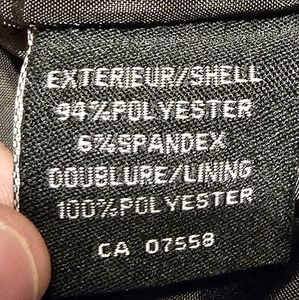 EXTERIEUR/SHELL
94%POLYESTER
6%SPANDEX
DOUBLURE/LINING
100%POLYESTER
CA 07558